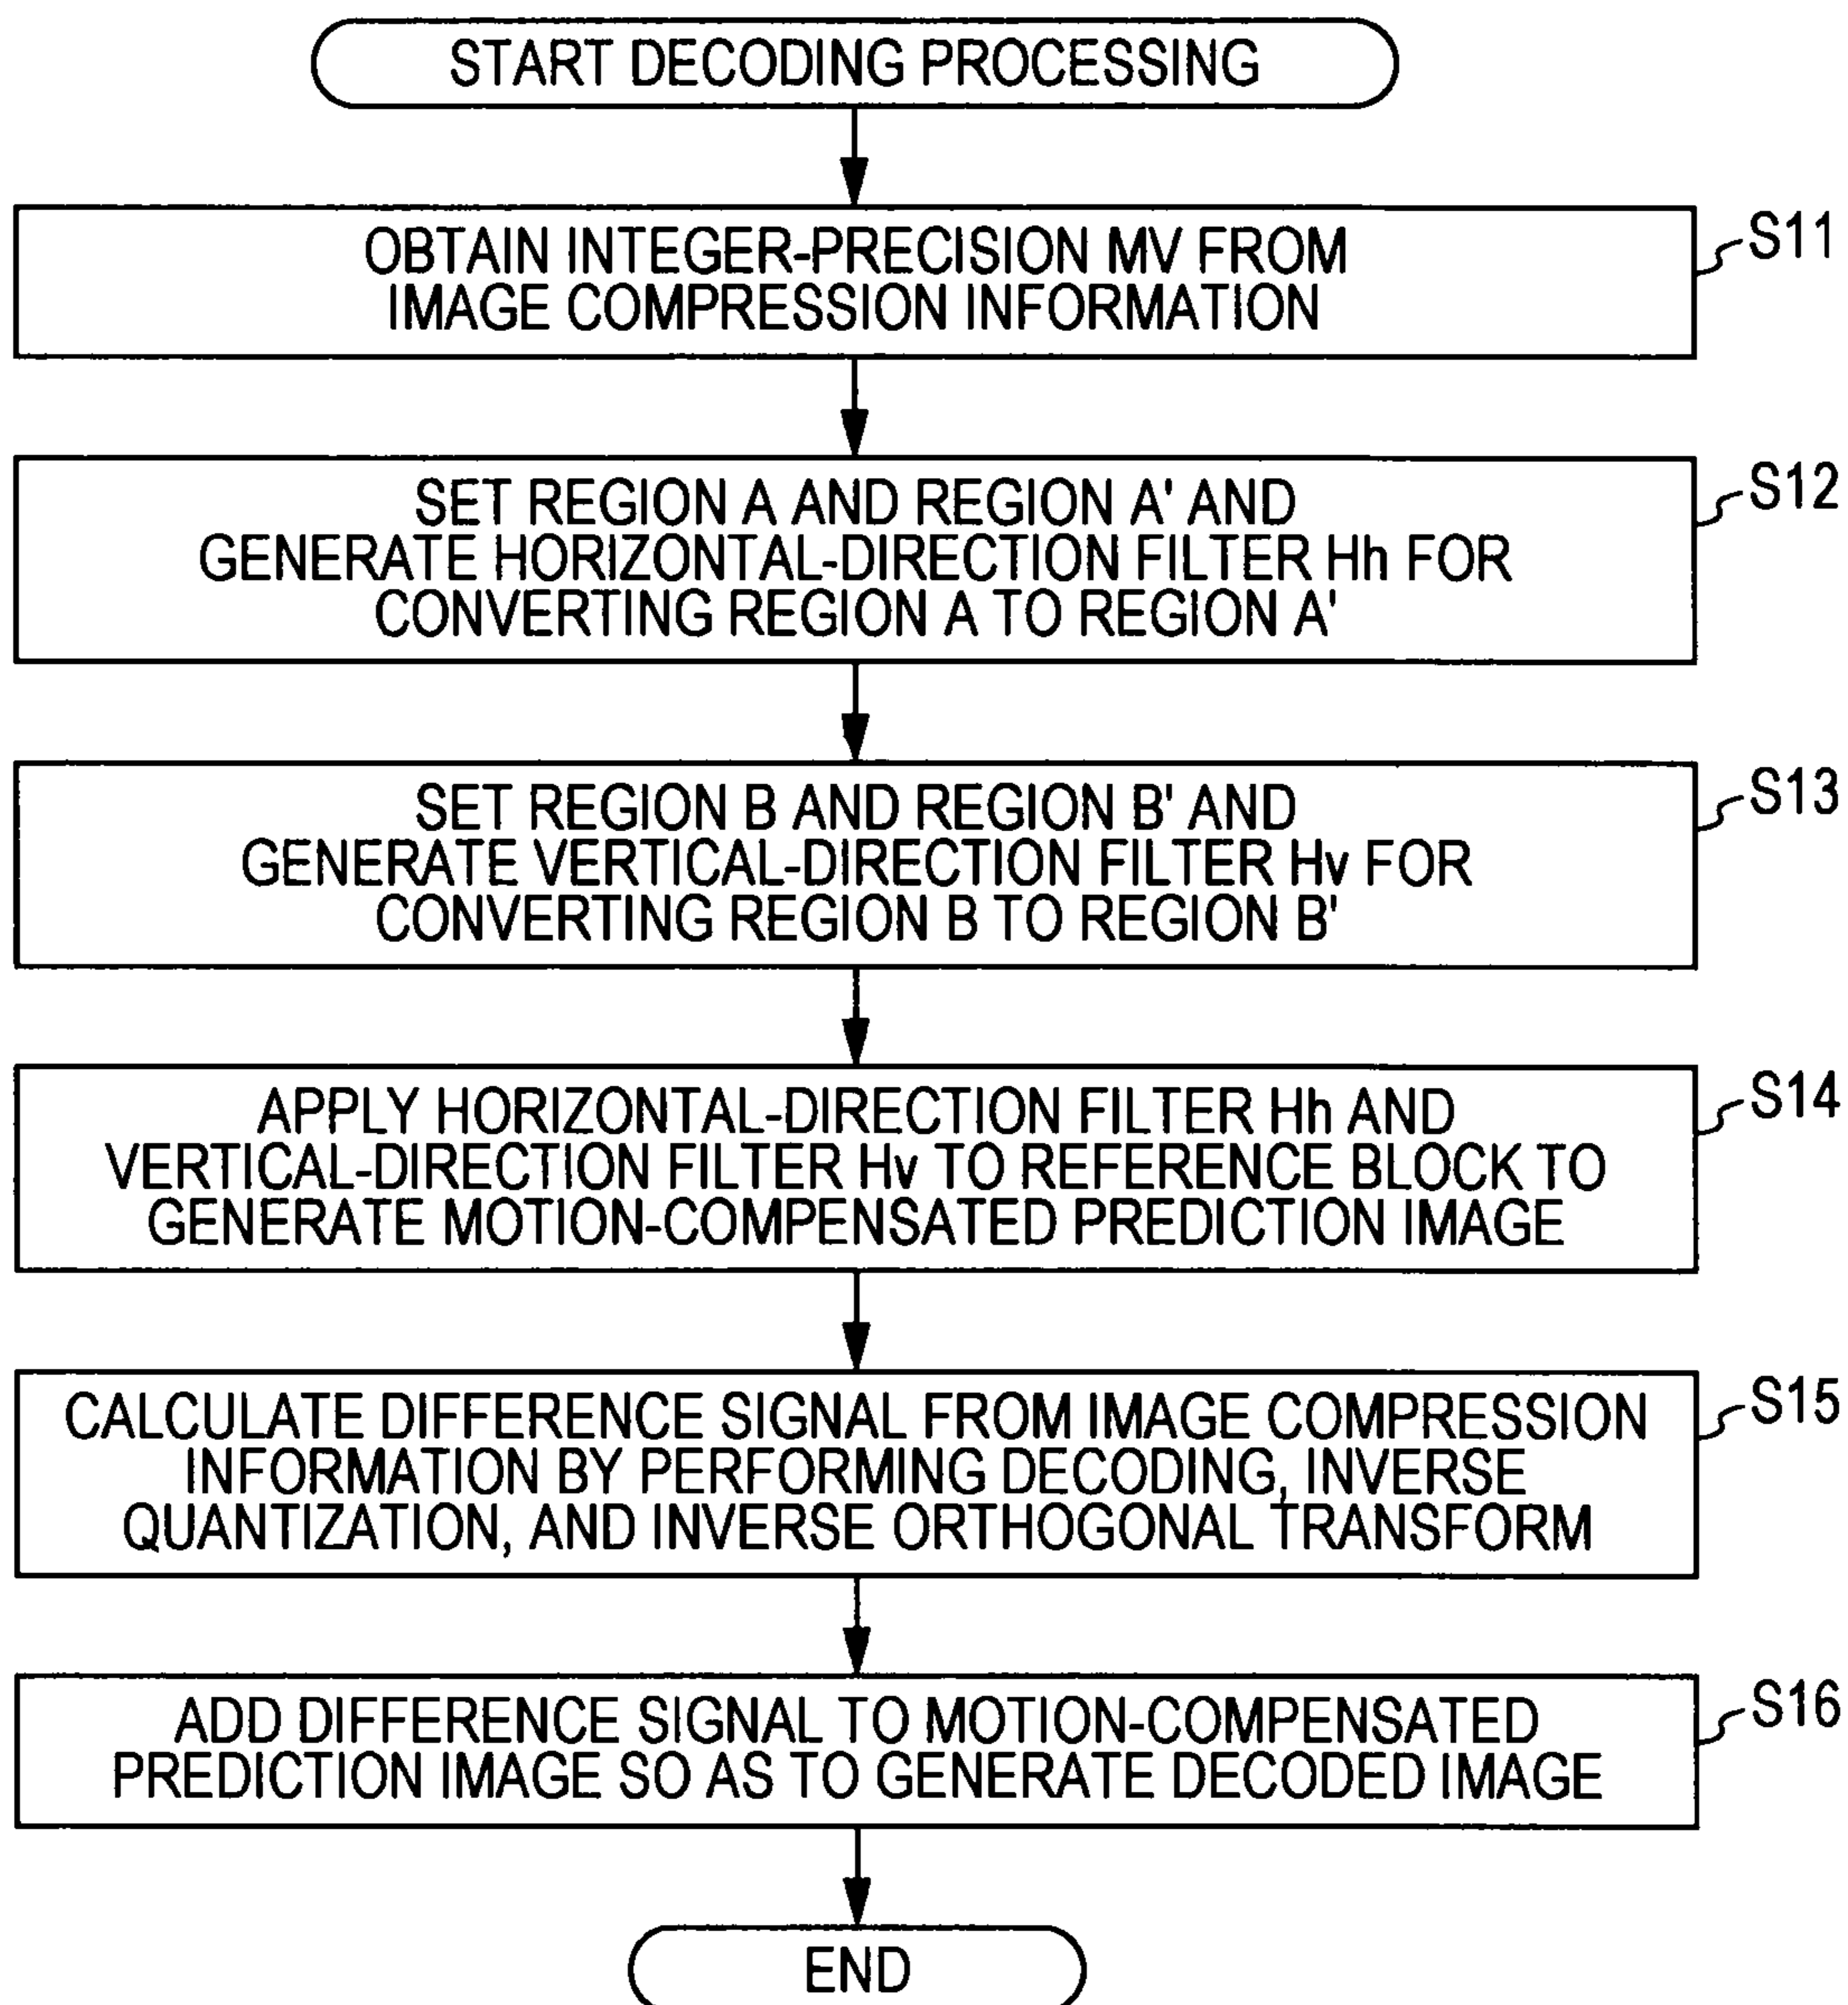 START DECODING PROCESSING
OBTAIN INTEGER-PRECISION MV FROM
IMAGE COMPRESSION INFORMATION
S11
SET REGION A AND REGION A' AND
GENERATE HORIZONTAL-DIRECTION FILTER Hh FOR
CONVERTING REGION A TO REGION A'
S12
SET REGION B AND REGION B' AND
GENERATE VERTICAL-DIRECTION FILTER Hv FOR
CONVERTING REGION B TO REGION B'
S13
APPLY HORIZONTAL-DIRECTION FILTER Hh AND
VERTICAL-DIRECTION FILTER Hv TO REFERENCE BLOCK TO
GENERATE MOTION-COMPENSATED PREDICTION IMAGE
S14
CALCULATE DIFFERENCE SIGNAL FROM IMAGE COMPRESSION
INFORMATION BY PERFORMING DECODING, INVERSE
QUANTIZATION, AND INVERSE ORTHOGONAL TRANSFORM
S15
ADD DIFFERENCE SIGNAL TO MOTION-COMPENSATED
PREDICTION IMAGE SO AS TO GENERATE DECODED IMAGE
S16
END